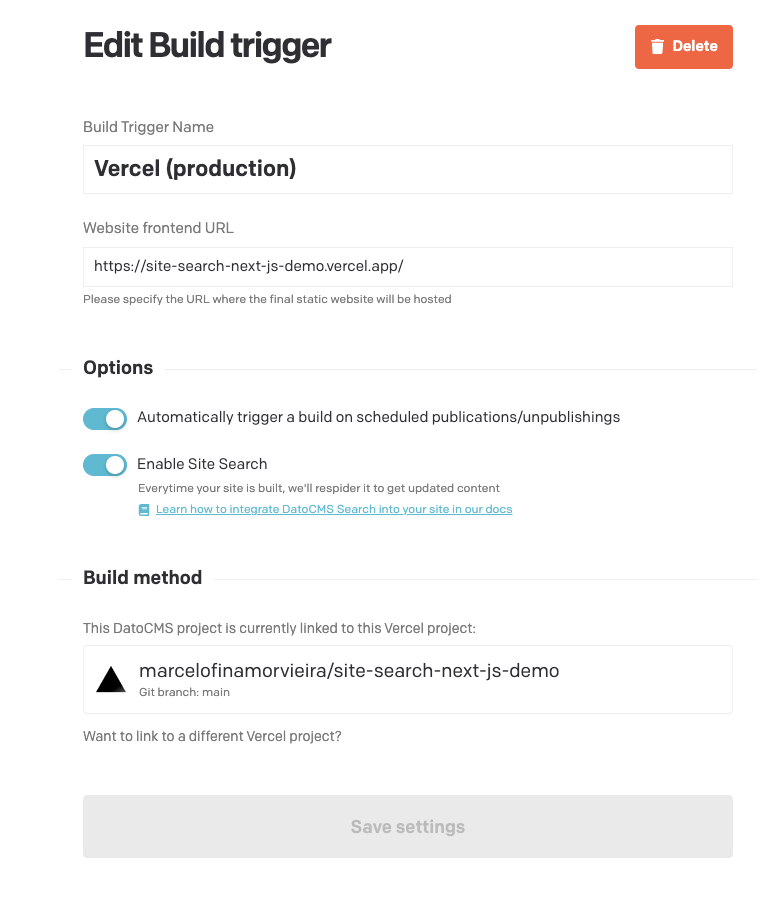 Edit Build trigger
Delete
Build Trigger Name
Vercel (production)
Website frontend URL
https://site-search-next-js-demo.vercel.app/
Please specify the URL where the final static website will be hosted
Options
Automatically trigger a build on scheduled publications/unpublishings
Enable Site Search
Everytime your site is built, we'll respider it to get updated content
Learn how to integrate DatoCMS Search into your site in our docs
Build method
This DatoCMS project is currently linked to this Vercel project:
marcelofinamorvieira/site-search-next-js-demo
Git branch: main
Want to link to a different Vercel project?
Save settings